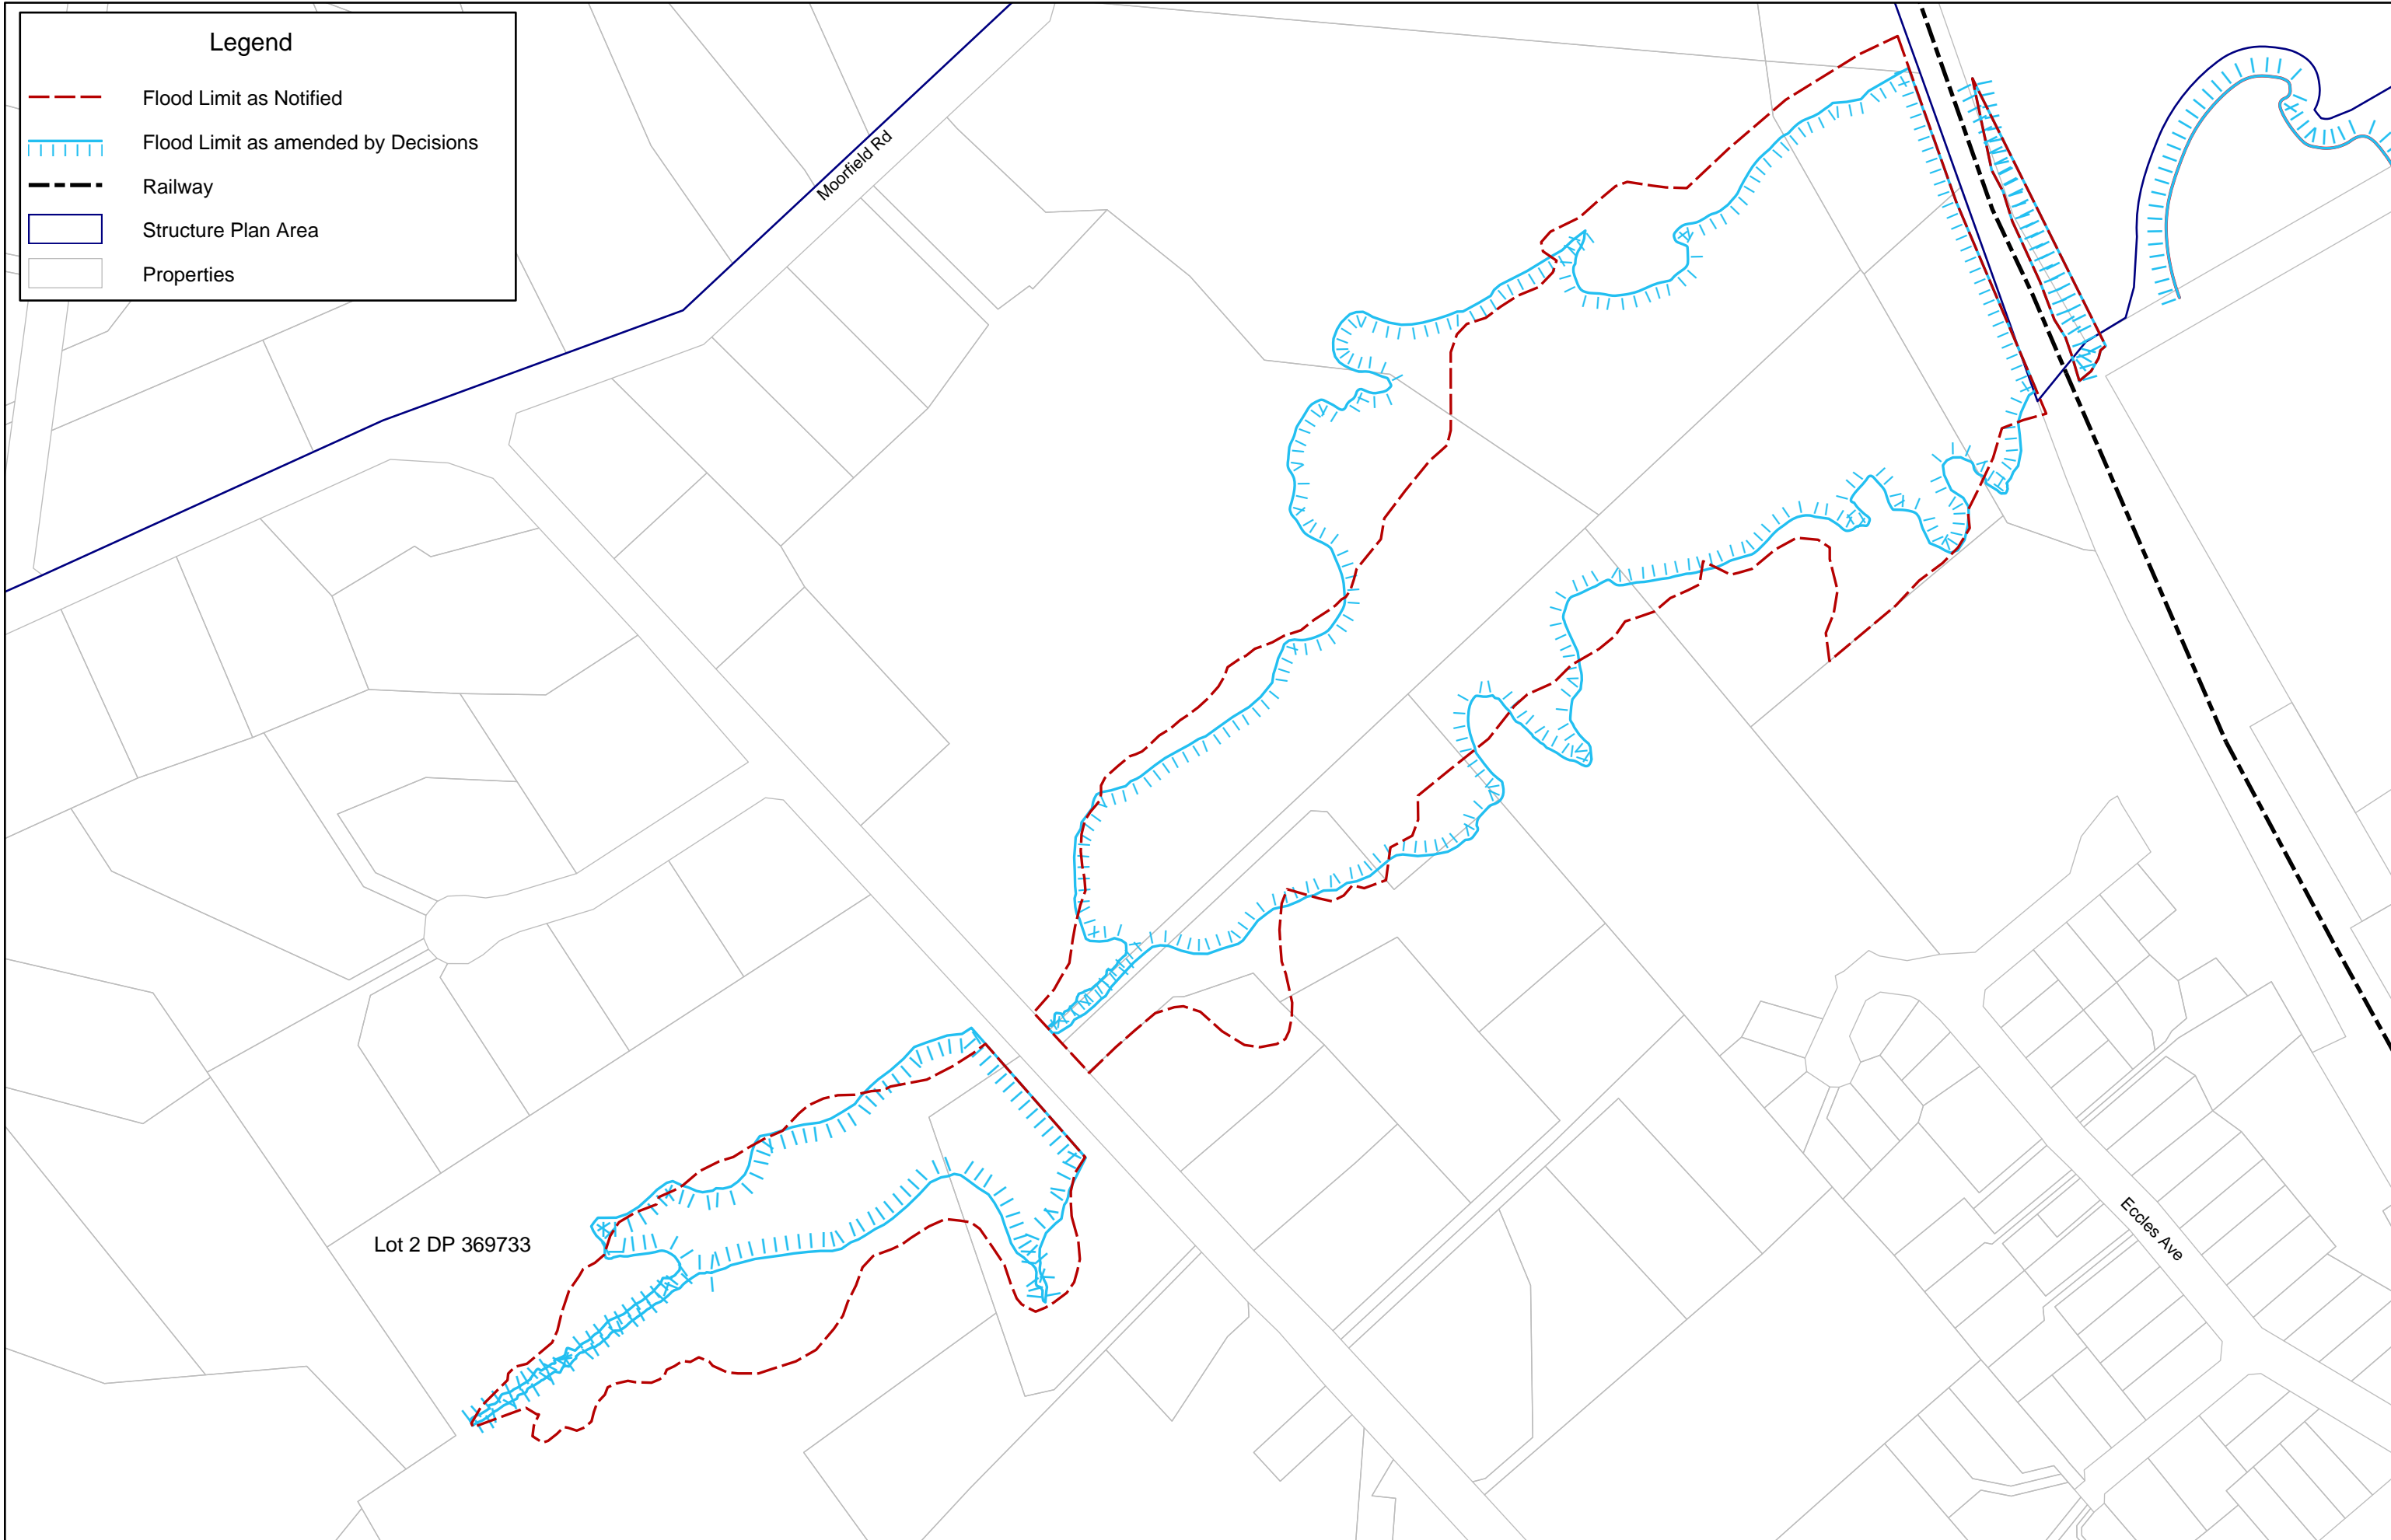 Legend
Flood Limit as Notified
Flood Limit as amended by Decisions
Railway
Structure Plan Area
Properties
Moorfield Rd
Lot 2 DP 369733
Eccles Ave